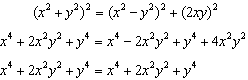 (x² + y²)² = (x² − y²)² + (2xy)²
x⁴ + 2x²y² + y⁴ = x⁴ − 2x²y² + y⁴ + 4x²y²
x⁴ + 2x²y² + y⁴ = x⁴ + 2x²y² + y⁴